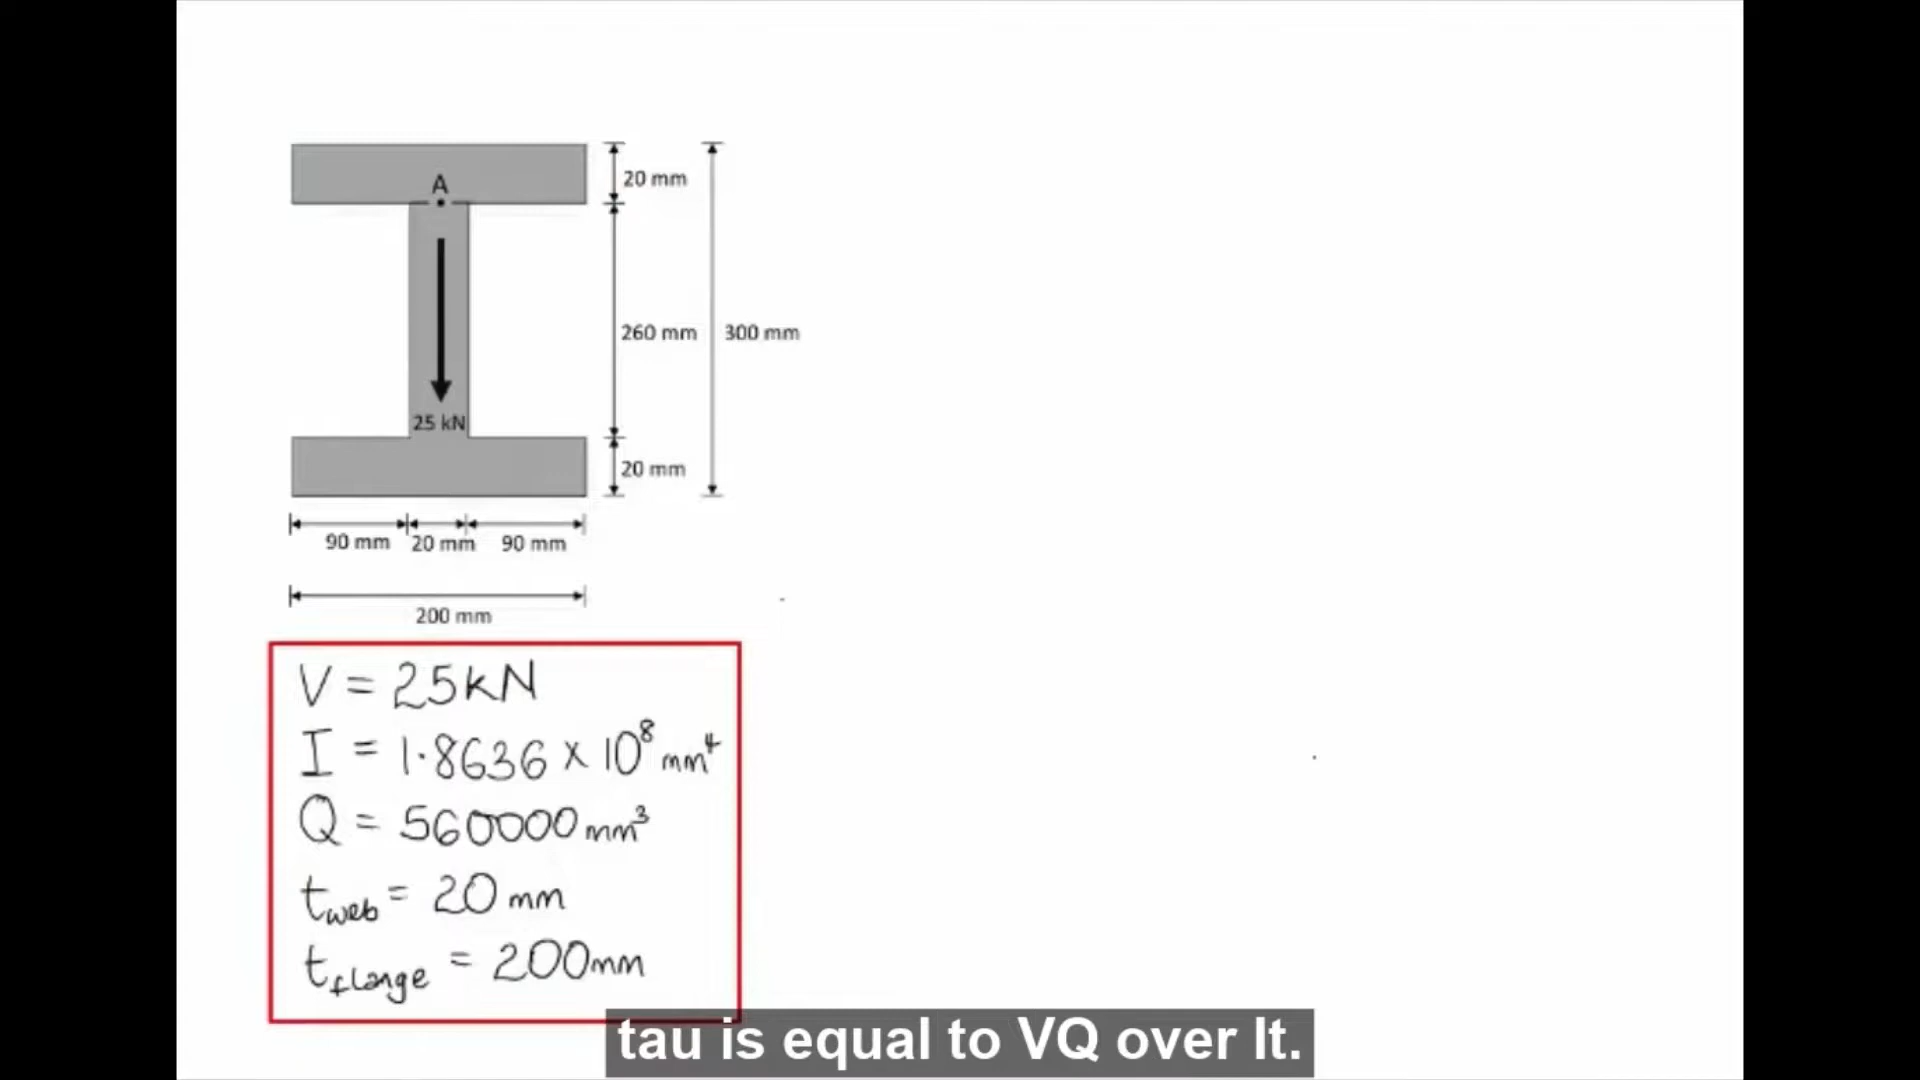 A
20 mm
260 mm
300 mm
25 kN
20 mm
90 mm 20 mm 90 mm
200 mm
V = 25kN
I = 1.8636 x 10⁸ mm⁴
Q = 560000 mm³
t_web = 20 mm
t_flange = 200mm
tau is equal to VQ over It.